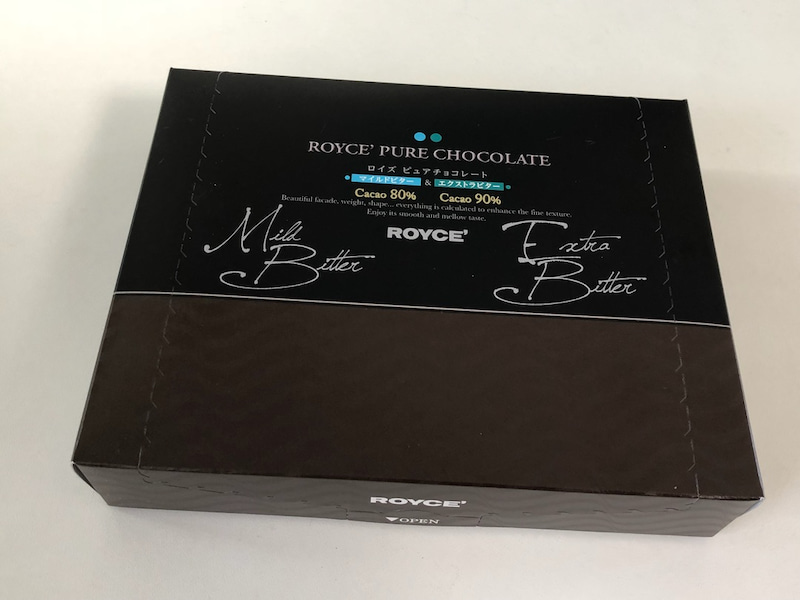 ROYCE' PURE CHOCOLATE
ロイズ ピュアチョコレート
マイルドビター & エクストラビター
Cacao 80% Cacao 90%
Beautiful facade, weight, shape... everything is calculated to enhance the fine texture.
Enjoy its smooth and mellow taste.
ROYCE'
Mild Bitter
Extra Bitter
ROYCE'
▼OPEN